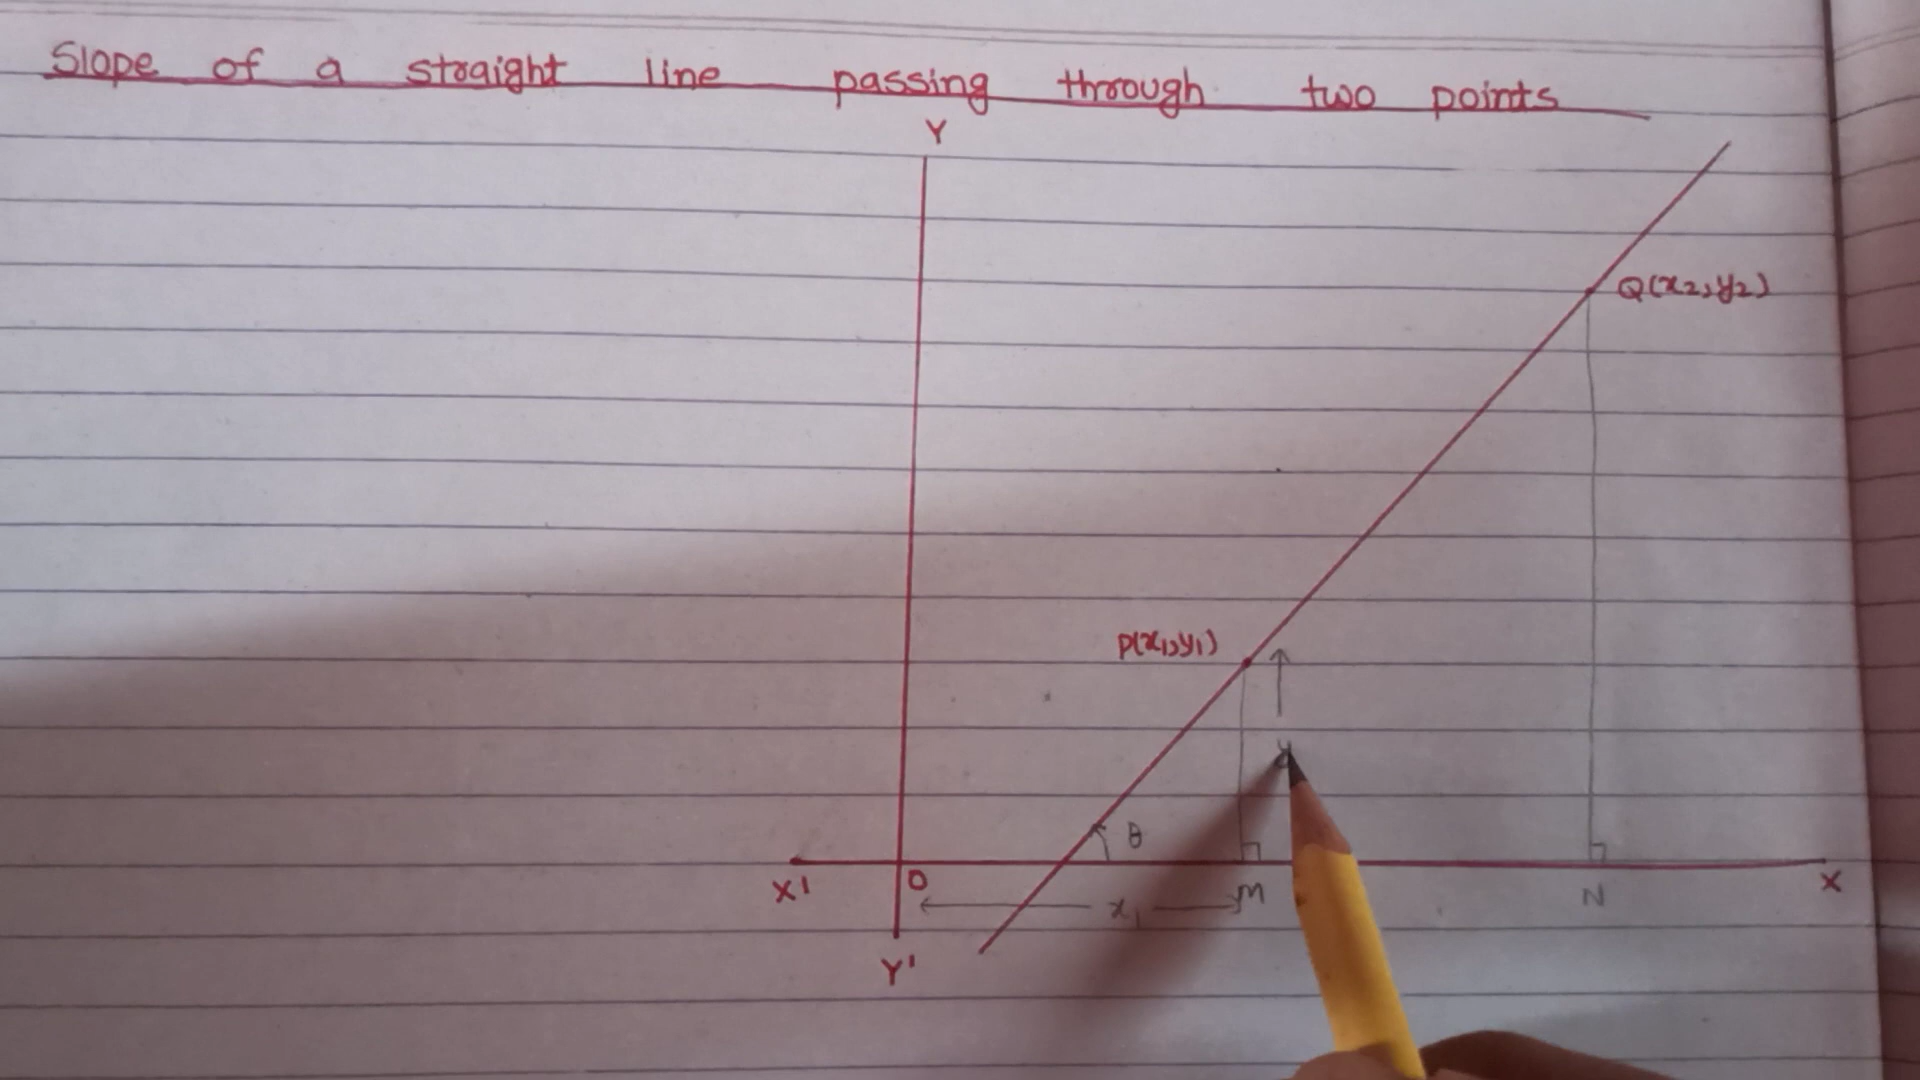 Slope of a straight line passing through two points
Y
Q(x2,y2)
P(x1,y1)
y
θ
X' O M N X
x1
Y'